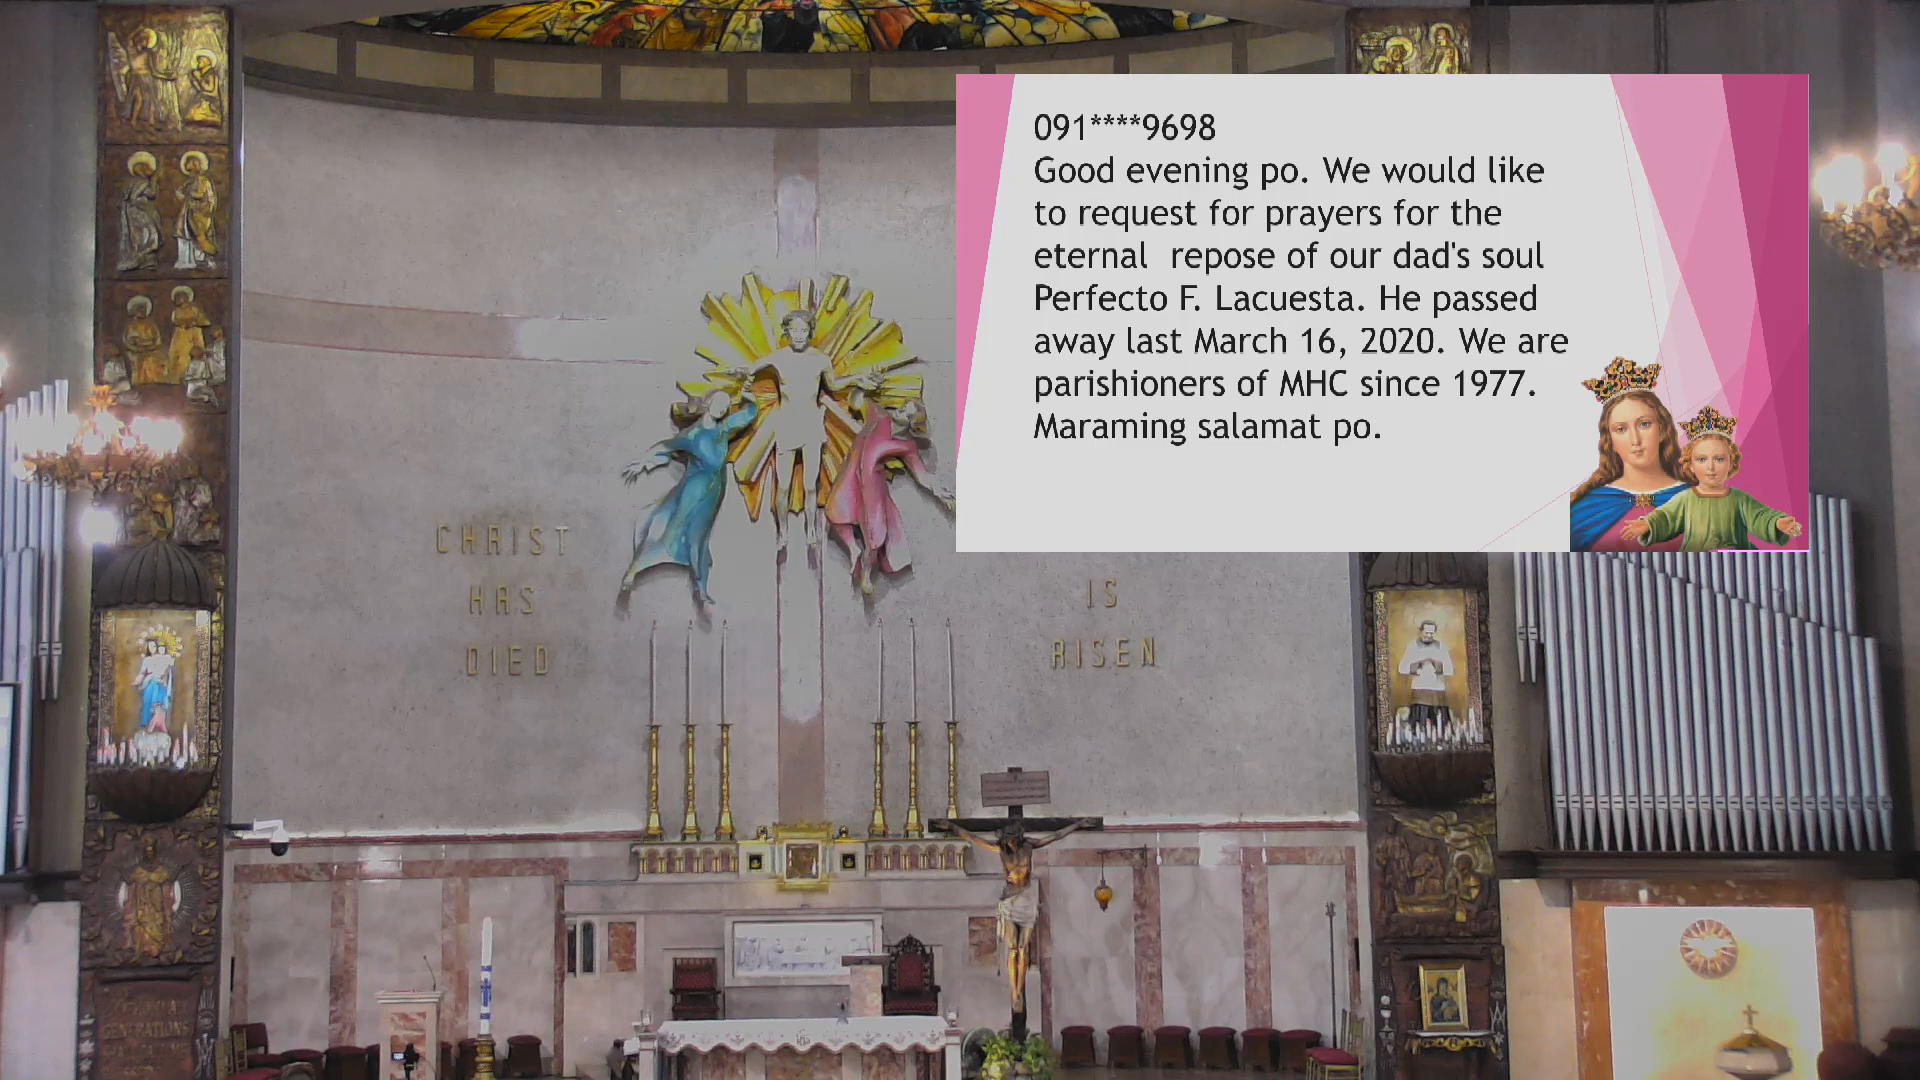 091****9698
Good evening po. We would like
to request for prayers for the
eternal  repose of our dad's soul
Perfecto F. Lacuesta. He passed
away last March 16, 2020. We are
parishioners of MHC since 1977.
Maraming salamat po.
CHRIST
HAS
DIED
IS
RISEN
GENERATIONS